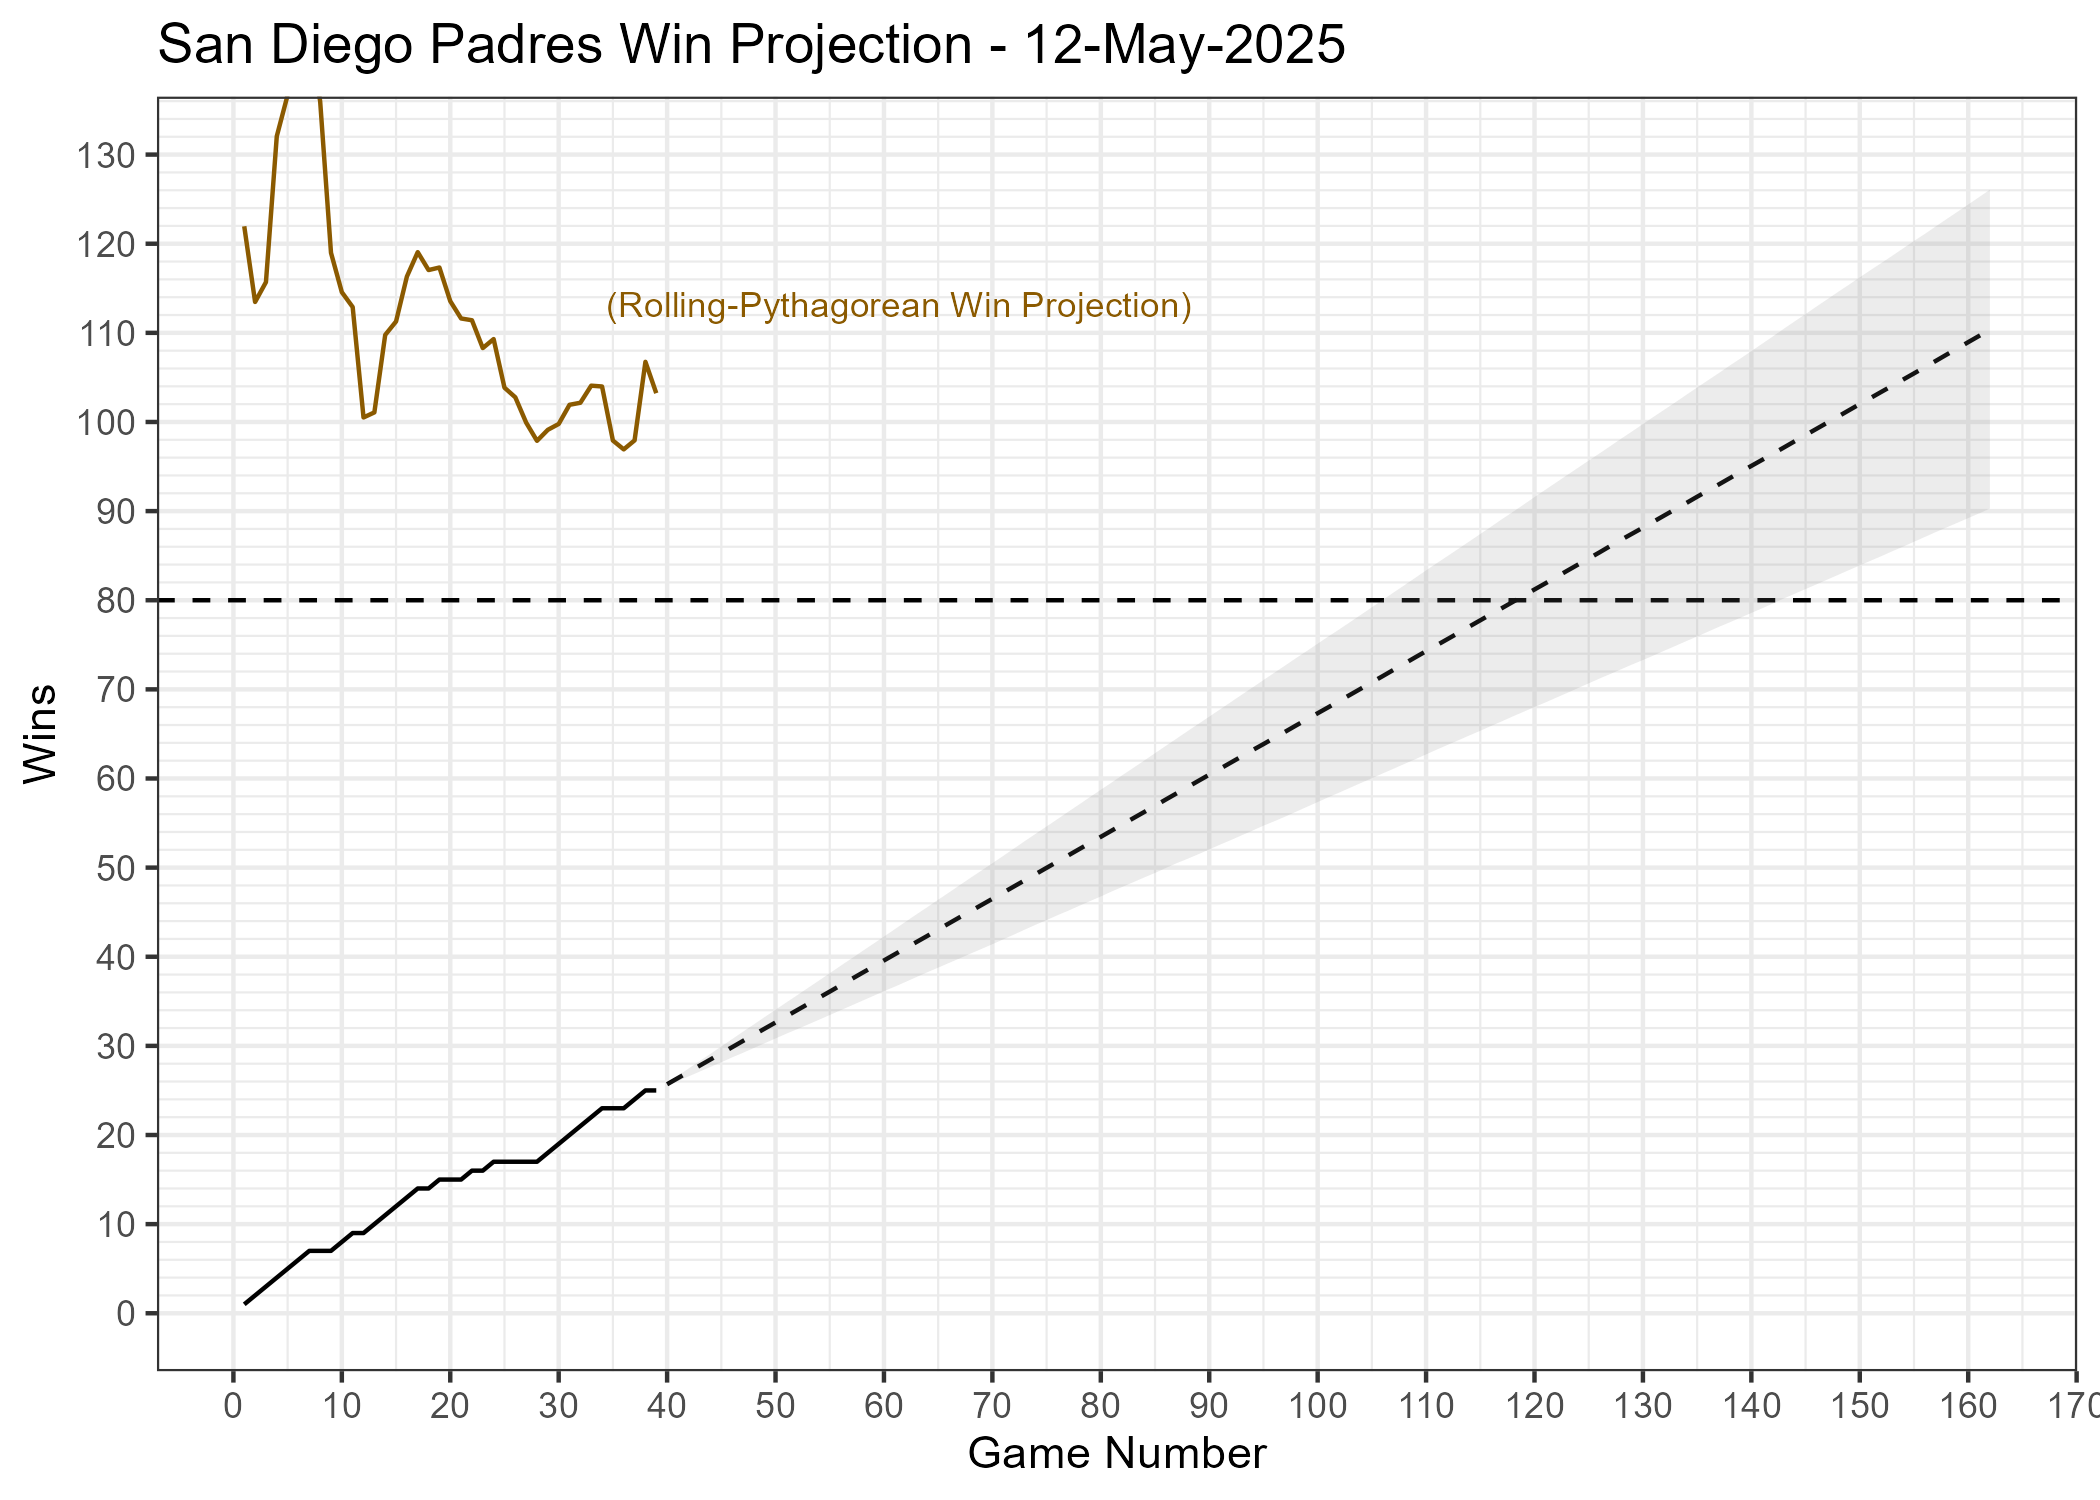 San Diego Padres Win Projection - 12-May-2025
130
120
(Rolling-Pythagorean Win Projection)
110
100
90
80
70
Wins
60
50
40
30
20
10
0
0 10 20 30 40 50 60 70 80 90 100 110 120 130 140 150 160 170
Game Number